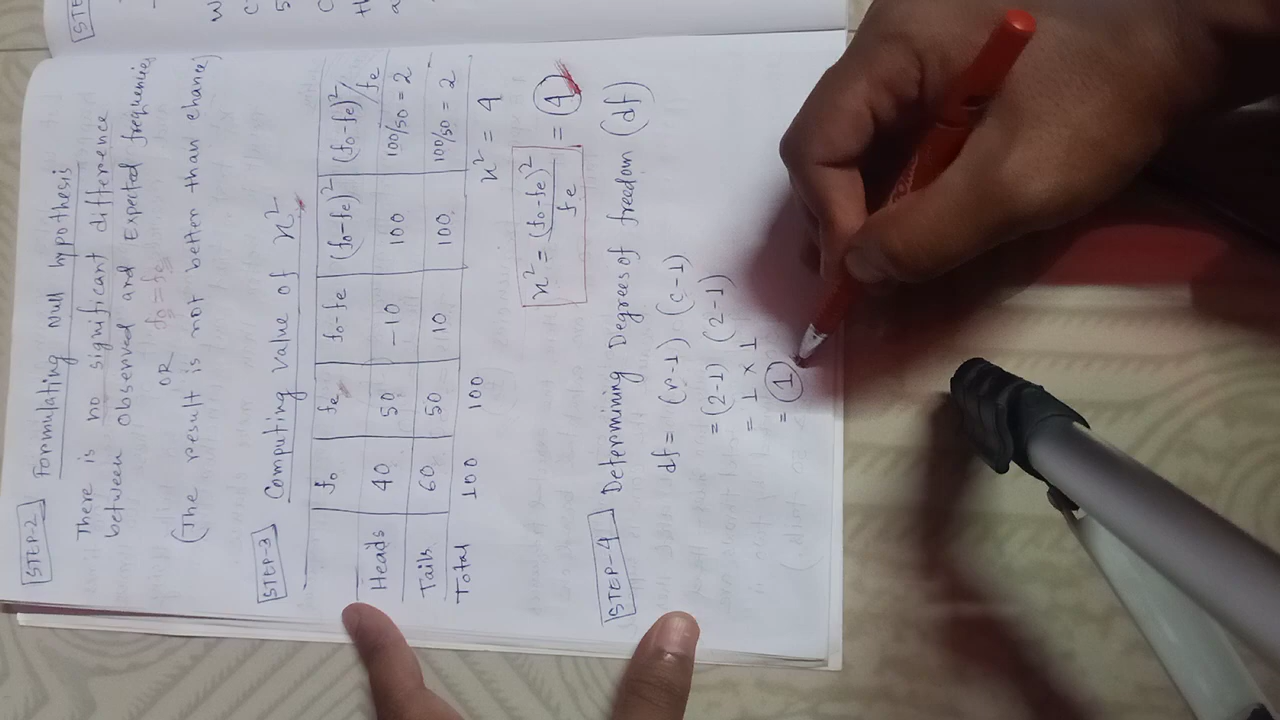 STEP-2 Formulating Null hypothesis
There is no significant difference
between Observed and Expected frequencies
OR fo = fe
(The result is not better than chance)
STEP-3 Computing value of x²
fo fe fo-fe (fo-fe)² (fo-fe)²/fe
Heads 40 50 -10 100 100/50 = 2
Tails 60 50 10 100 100/50 = 2
Total 100 100 x² = 4
x² = (fo-fe)²/fe = 4
STEP-4 Determining Degrees of freedom (df)
df = (r-1) (c-1)
= (2-1) (2-1)
= 1 x 1
= 1